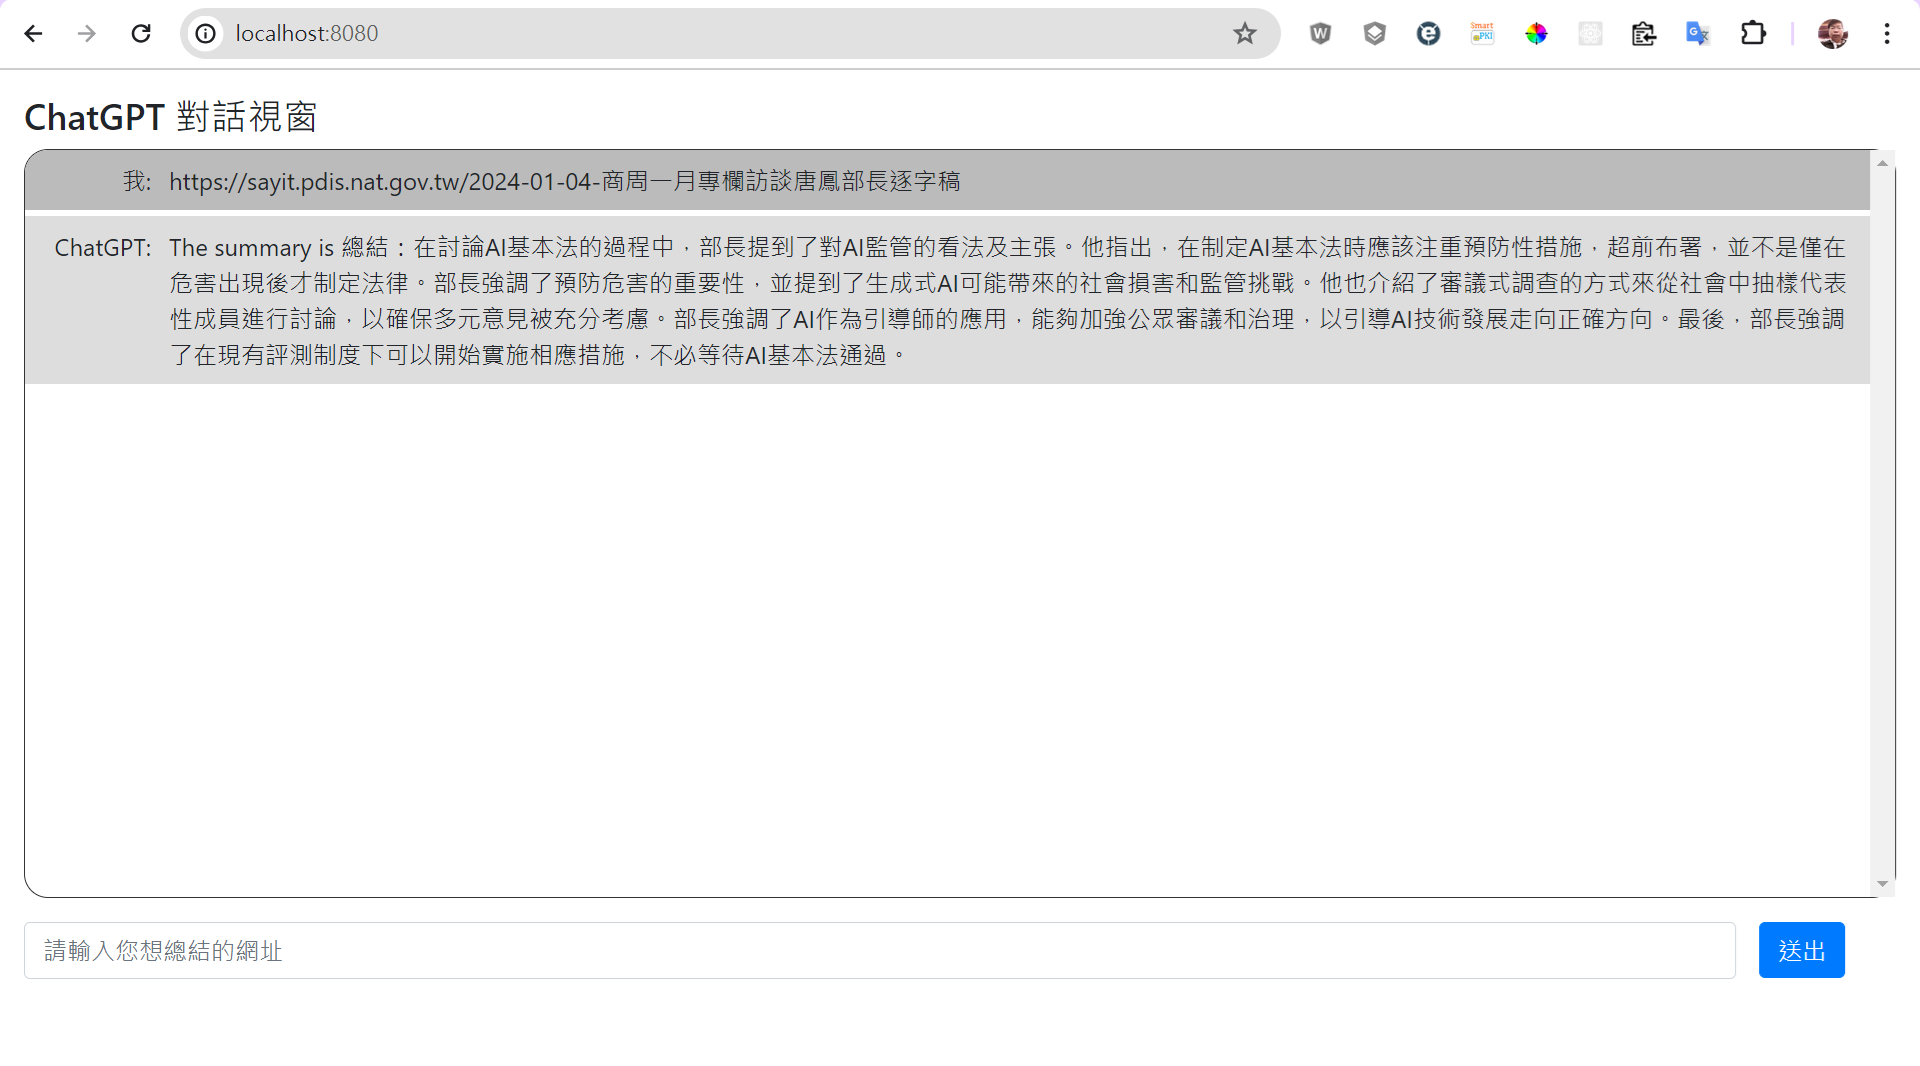 localhost:8080
W
Smart
PKI
G
ChatGPT 對話視窗
我: https://sayit.pdis.nat.gov.tw/2024-01-04-商周一月專欄訪談唐鳳部長逐字稿
ChatGPT: The summary is 總結：在討論AI基本法的過程中，部長提到了對AI監管的看法及主張。他指出，在制定AI基本法時應該注重預防性措施，超前布署，並不是僅在
危害出現後才制定法律。部長強調了預防危害的重要性，並提到了生成式AI可能帶來的社會損害和監管挑戰。他也介紹了審議式調查的方式來從社會中抽樣代表
性成員進行討論，以確保多元意見被充分考慮。部長強調了AI作為引導師的應用，能夠加強公眾審議和治理，以引導AI技術發展走向正確方向。最後，部長強調
了在現有評測制度下可以開始實施相應措施，不必等待AI基本法通過。
請輸入您想總結的網址
送出